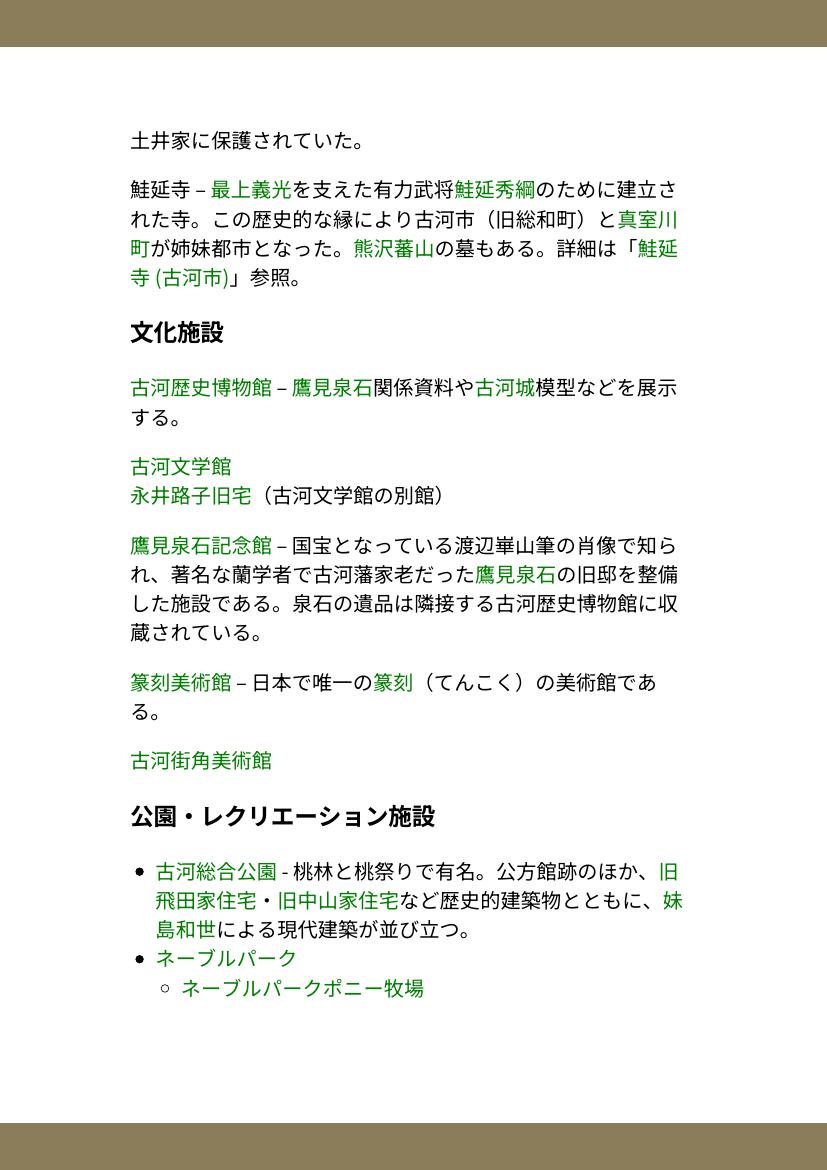 土井家に保護されていた。
鮭延寺 – 最上義光を支えた有力武将鮭延秀綱のために建立さ
れた寺。この歴史的な縁により古河市（旧総和町）と真室川
町が姉妹都市となった。熊沢蕃山の墓もある。詳細は「鮭延
寺 (古河市)」参照。
文化施設
古河歴史博物館 – 鷹見泉石関係資料や古河城模型などを展示
する。
古河文学館
永井路子旧宅（古河文学館の別館）
鷹見泉石記念館 – 国宝となっている渡辺崋山筆の肖像で知ら
れ、著名な蘭学者で古河藩家老だった鷹見泉石の旧邸を整備
した施設である。泉石の遺品は隣接する古河歴史博物館に収
蔵されている。
篆刻美術館 – 日本で唯一の篆刻（てんこく）の美術館であ
る。
古河街角美術館
公園・レクリエーション施設
• 古河総合公園 - 桃林と桃祭りで有名。公方館跡のほか、旧
飛田家住宅・旧中山家住宅など歴史的建築物とともに、妹
島和世による現代建築が並び立つ。
• ネーブルパーク
◦ ネーブルパークポニー牧場